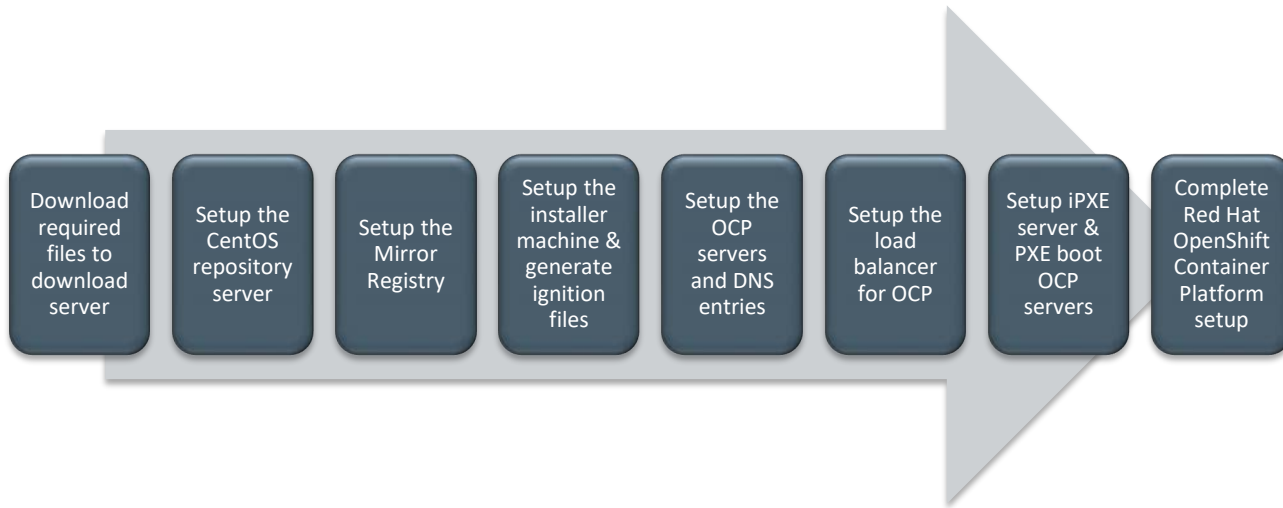 Download
required
files to
download
server
Setup the
CentOS
repository
server
Setup the
Mirror
Registry
Setup the
installer
machine &
generate
ignition
files
Setup the
OCP
servers
and DNS
entries
Setup the
load
balancer
for OCP
Setup iPXE
server &
PXE boot
OCP
servers
Complete
Red Hat
OpenShift
Container
Platform
setup